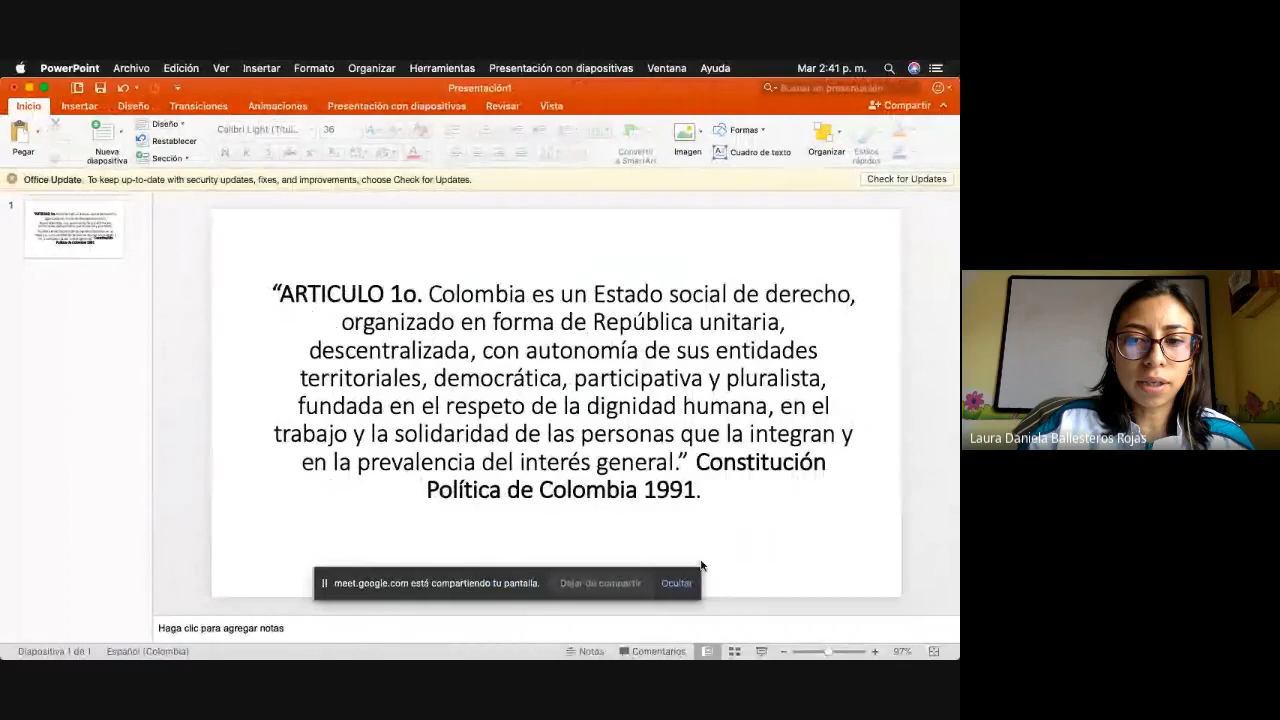 PowerPoint Archivo Edición Ver Insertar Formato Organizar Herramientas Presentación con diapositivas Ventana Ayuda Mar 2:41 p. m.
Presentación1
Buscar en presentación
Inicio Insertar Diseño Transiciones Animaciones Presentación con diapositivas Revisar Vista Compartir
Pegar
Nueva diapositiva
Diseño
Restablecer
Sección
Calibri Light (Títul... 36
Convertir a SmartArt
Imagen
Formas
Cuadro de texto
Organizar
Estilos rápidos
Office Update To keep up-to-date with security updates, fixes, and improvements, choose Check for Updates. Check for Updates
1
“ARTICULO 1o. Colombia es un Estado social de derecho,
organizado en forma de República unitaria,
descentralizada, con autonomía de sus entidades
territoriales, democrática, participativa y pluralista,
fundada en el respeto de la dignidad humana, en el
trabajo y la solidaridad de las personas que la integran y
en la prevalencia del interés general.” Constitución
Política de Colombia 1991.
meet.google.com está compartiendo tu pantalla. Dejar de compartir Ocultar
Haga clic para agregar notas
Diapositiva 1 de 1 Español (Colombia) Notas Comentarios 97%
Laura Daniela Ballesteros Rojas